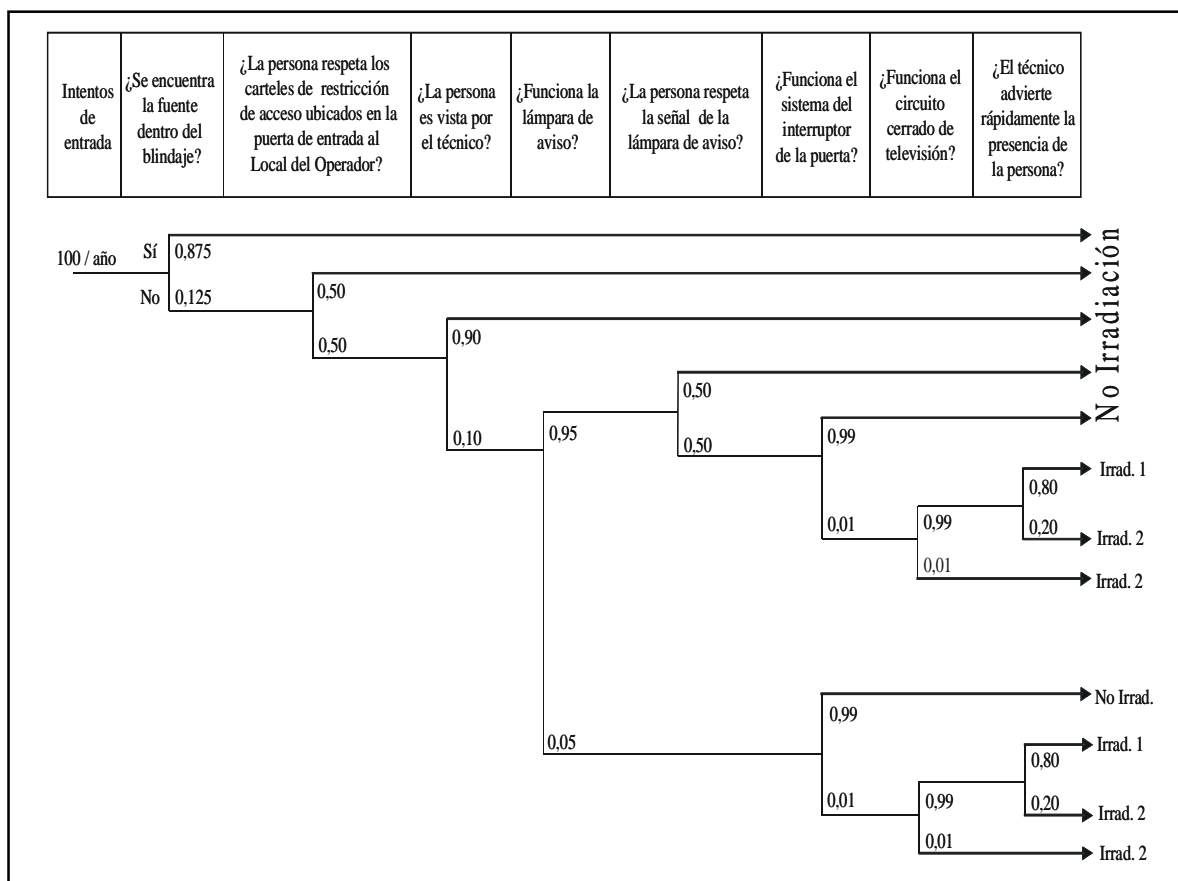 Intentos
de
entrada
¿Se encuentra
la fuente
dentro del
blindaje?
¿La persona respeta los
carteles de restricción
de acceso ubicados en la
puerta de entrada al
Local del Operador?
¿La persona
es vista por
el técnico?
¿Funciona la
lámpara de
aviso?
¿La persona respeta
la señal de la
lámpara de aviso?
¿Funciona el
sistema del
interruptor
de la puerta?
¿Funciona el
circuito
cerrado de
televisión?
¿El técnico
advierte
rápidamente la
presencia de
la persona?
100 / año
Sí
0,875
No
0,125
0,50
0,50
0,90
0,10
0,95
0,50
0,50
0,99
0,01
0,99
0,01
0,80
0,20
No Irradiación
Irrad. 1
Irrad. 2
Irrad. 2
0,05
0,99
0,01
0,99
0,01
0,80
0,20
No Irrad.
Irrad. 1
Irrad. 2
Irrad. 2